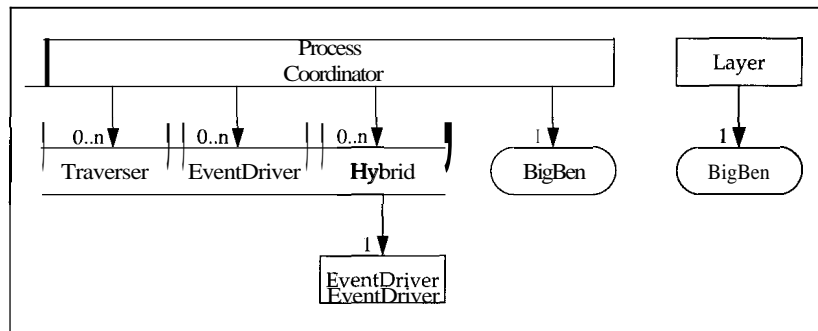 Process
Coordinator
Layer
0..n
0..n
0..n
1
1
Traverser
EventDriver
Hybrid
BigBen
BigBen
1
EventDriver
EventDriver